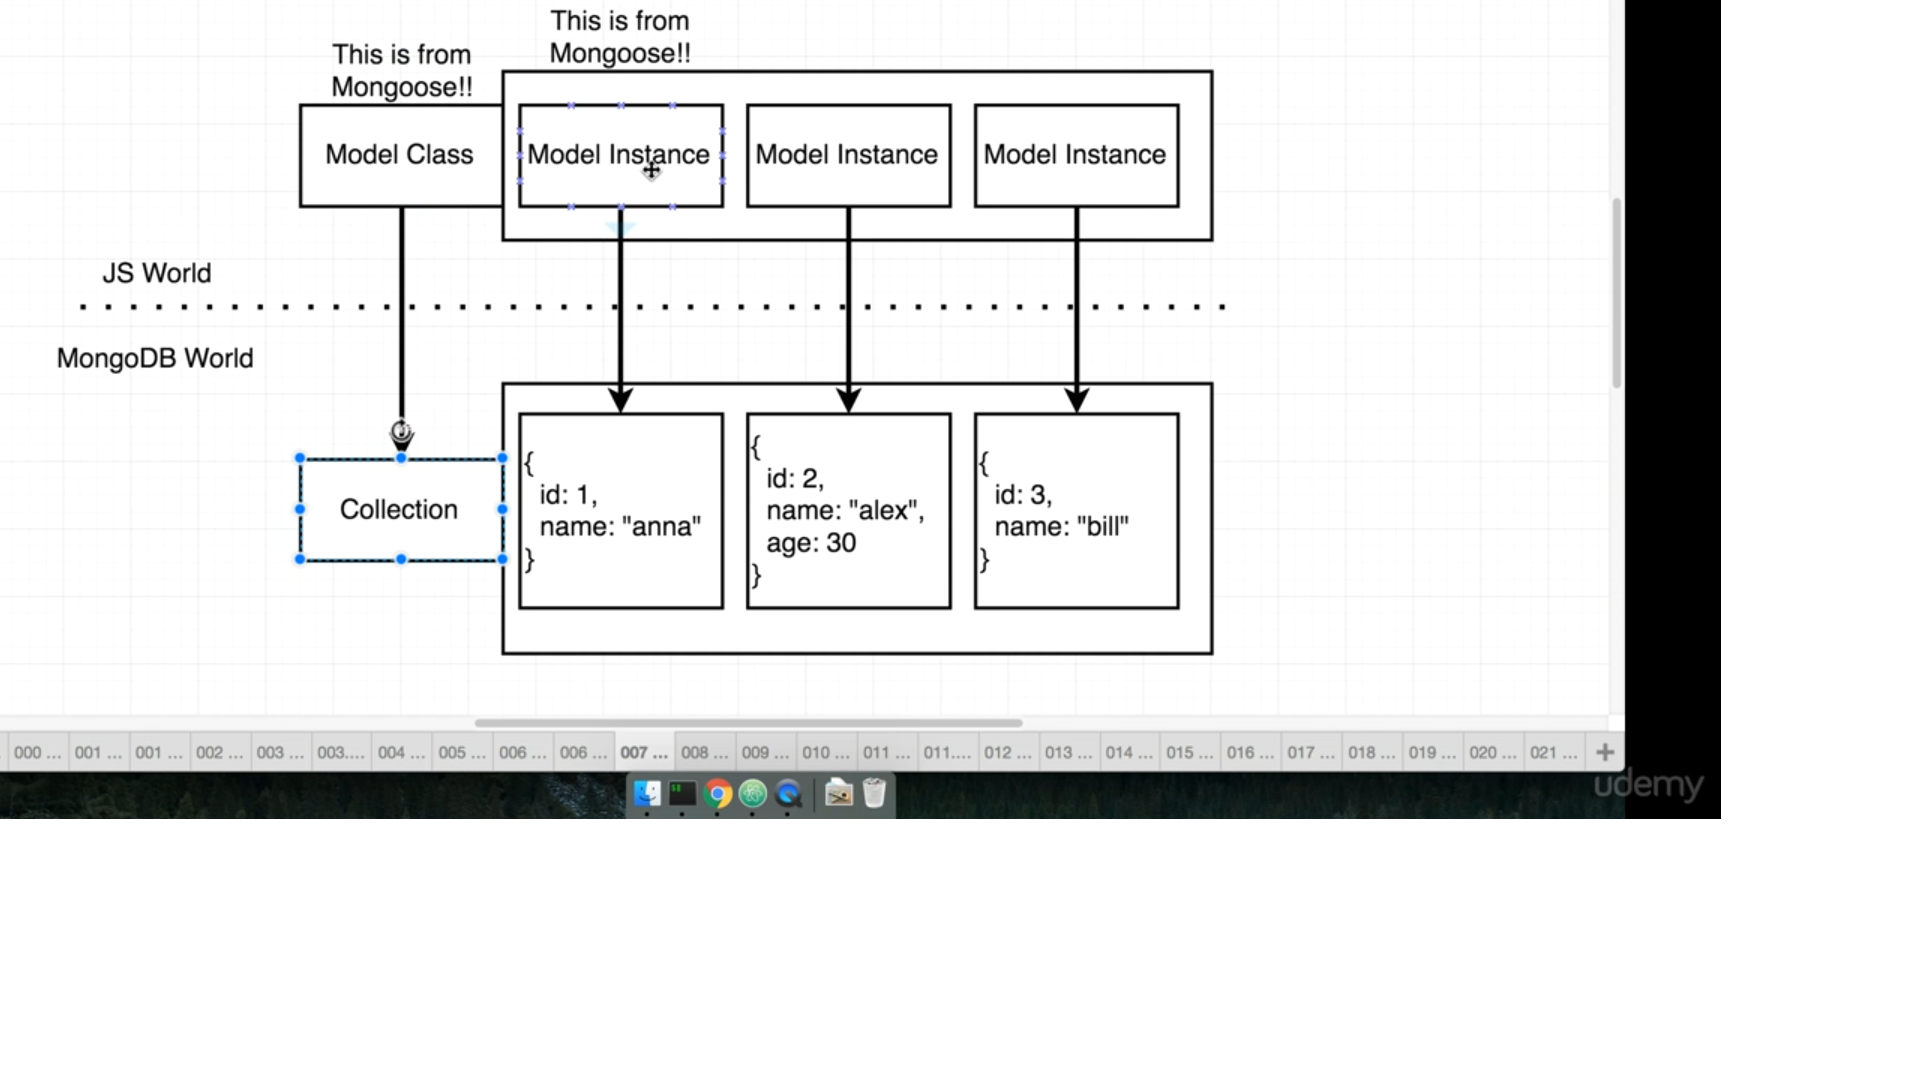 This is from
Mongoose!!
This is from
Mongoose!!
Model Class
Model Instance
Model Instance
Model Instance
JS World
MongoDB World
Collection
{
id: 1,
name: "anna"
}
{
id: 2,
name: "alex",
age: 30
}
{
id: 3,
name: "bill"
}
000 ... 001 ... 001 ... 002 ... 003 ... 003.... 004 ... 005 ... 006 ... 006 ... 007 ... 008 ... 009 ... 010 ... 011 ... 011.... 012 ... 013 ... 014 ... 015 ... 016 ... 017 ... 018 ... 019 ... 020 ... 021 ...
udemy